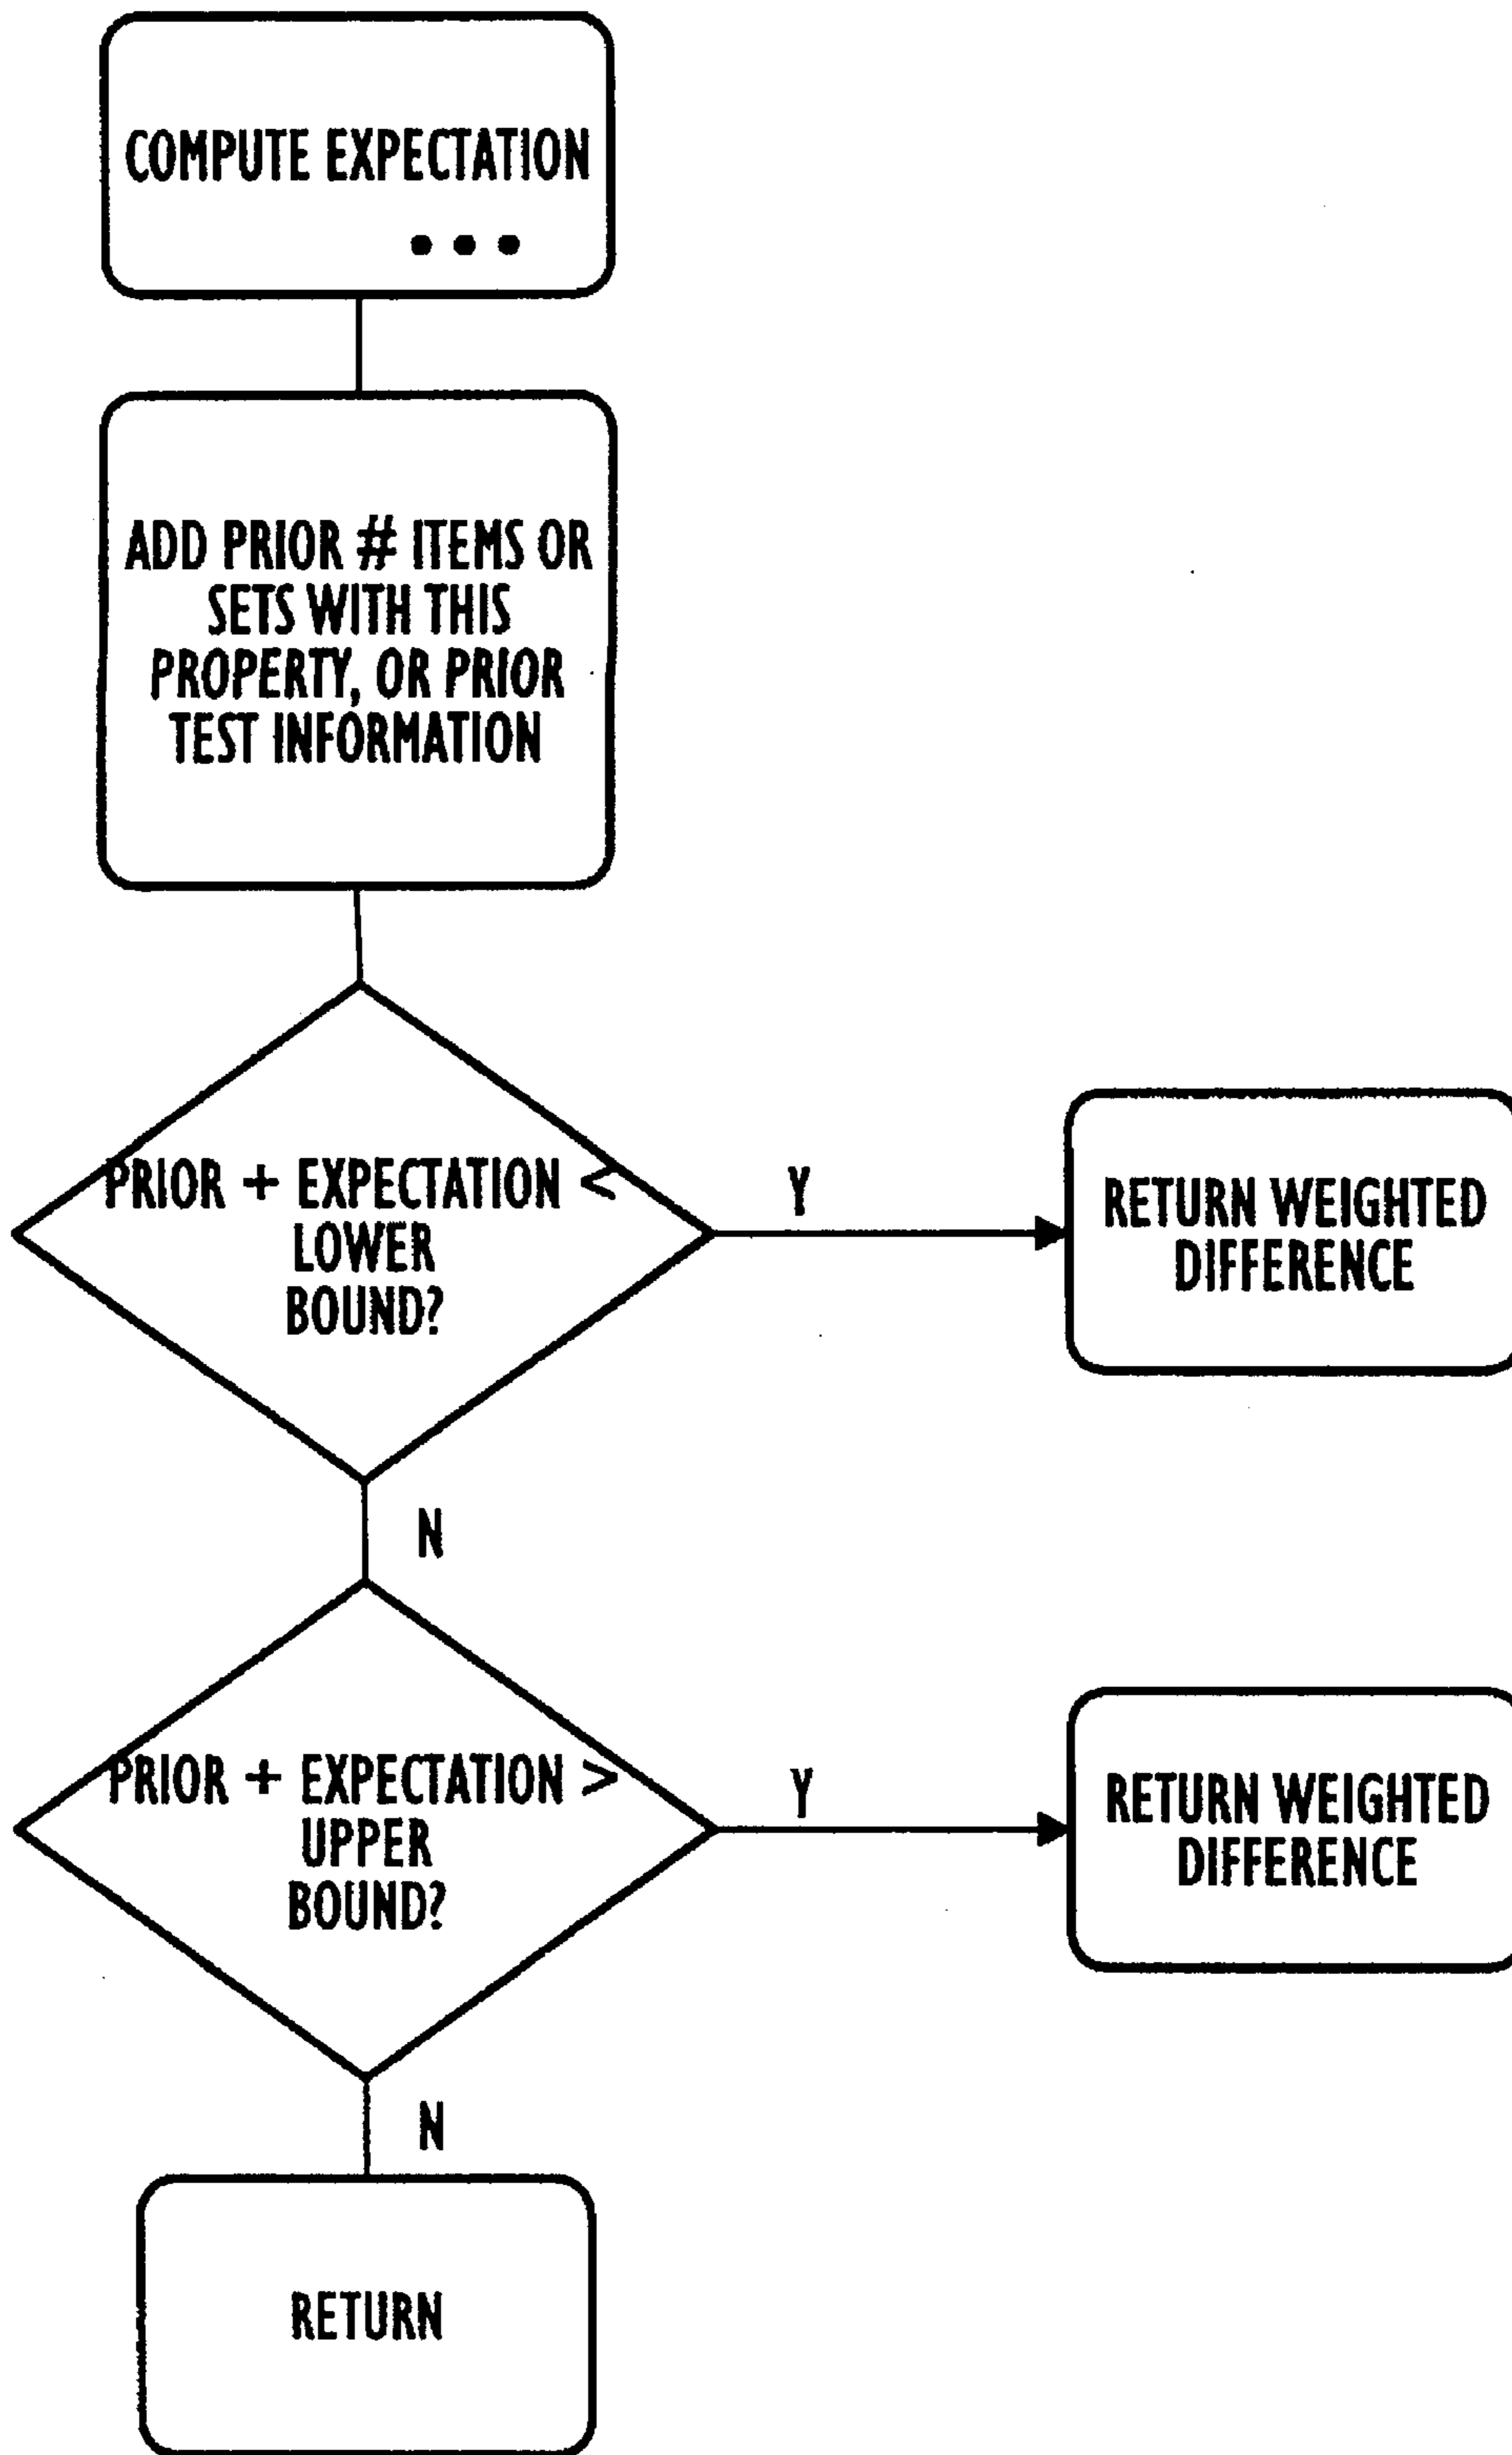 COMPUTE EXPECTATION
• • •
ADD PRIOR # ITEMS OR
SETS WITH THIS
PROPERTY, OR PRIOR
TEST INFORMATION
PRIOR + EXPECTATION <
LOWER
BOUND?
Y
RETURN WEIGHTED
DIFFERENCE
N
PRIOR + EXPECTATION >
UPPER
BOUND?
Y
RETURN WEIGHTED
DIFFERENCE
N
RETURN